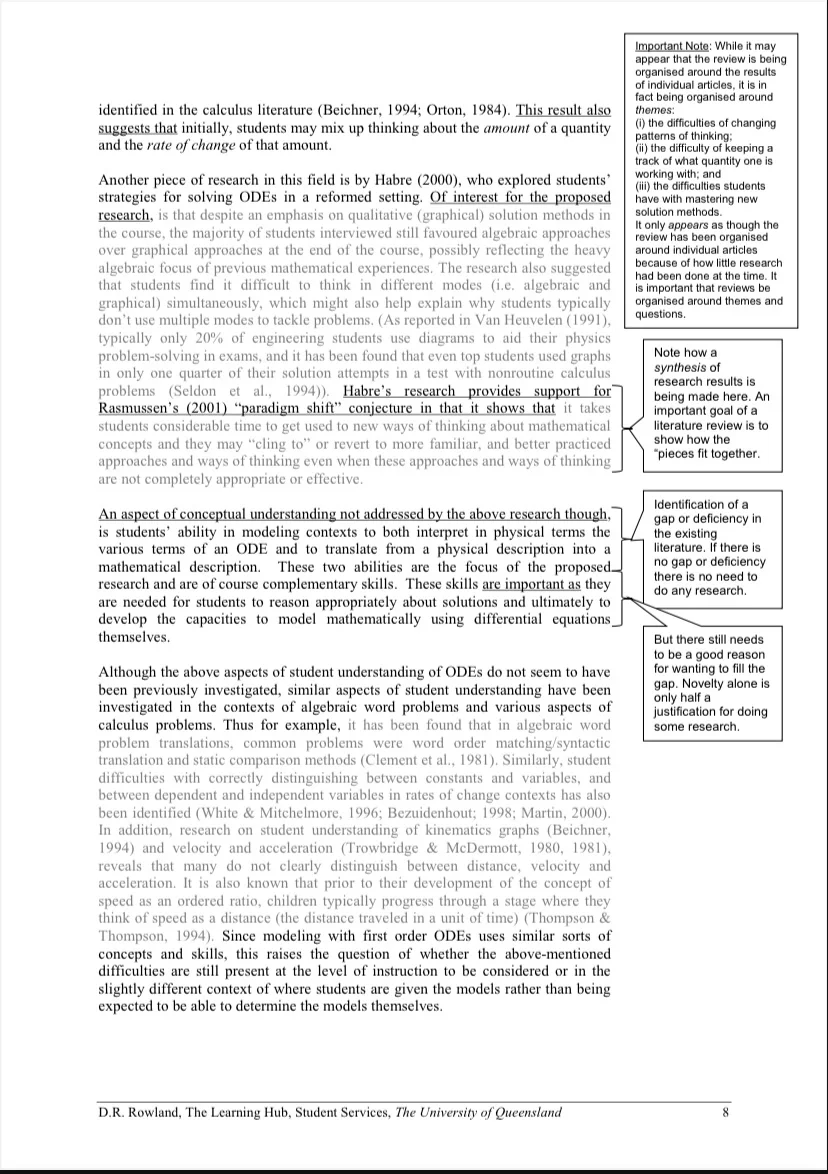 identified in the calculus literature (Beichner, 1994; Orton, 1984). This result also
suggests that initially, students may mix up thinking about the amount of a quantity
and the rate of change of that amount.
Another piece of research in this field is by Habre (2000), who explored students’
strategies for solving ODEs in a reformed setting. Of interest for the proposed
research, is that despite an emphasis on qualitative (graphical) solution methods in
the course, the majority of students interviewed still favoured algebraic approaches
over graphical approaches at the end of the course, possibly reflecting the heavy
algebraic focus of previous mathematical experiences. The research also suggested
that students find it difficult to think in different modes (i.e. algebraic and
graphical) simultaneously, which might also help explain why students typically
don’t use multiple modes to tackle problems. (As reported in Van Heuvelen (1991),
typically only 20% of engineering students use diagrams to aid their physics
problem-solving in exams, and it has been found that even top students used graphs
in only one quarter of their solution attempts in a test with nonroutine calculus
problems (Seldon et al., 1994)). Habre’s research provides support for
Rasmussen’s (2001) “paradigm shift” conjecture in that it shows that it takes
students considerable time to get used to new ways of thinking about mathematical
concepts and they may “cling to” or revert to more familiar, and better practiced
approaches and ways of thinking even when these approaches and ways of thinking
are not completely appropriate or effective.
An aspect of conceptual understanding not addressed by the above research though,
is students’ ability in modeling contexts to both interpret in physical terms the
various terms of an ODE and to translate from a physical description into a
mathematical description. These two abilities are the focus of the proposed
research and are of course complementary skills. These skills are important as they
are needed for students to reason appropriately about solutions and ultimately to
develop the capacities to model mathematically using differential equations
themselves.
Although the above aspects of student understanding of ODEs do not seem to have
been previously investigated, similar aspects of student understanding have been
investigated in the contexts of algebraic word problems and various aspects of
calculus problems. Thus for example, it has been found that in algebraic word
problem translations, common problems were word order matching/syntactic
translation and static comparison methods (Clement et al., 1981). Similarly, student
difficulties with correctly distinguishing between constants and variables, and
between dependent and independent variables in rates of change contexts has also
been identified (White & Mitchelmore, 1996; Bezuidenhout; 1998; Martin, 2000).
In addition, research on student understanding of kinematics graphs (Beichner,
1994) and velocity and acceleration (Trowbridge & McDermott, 1980, 1981),
reveals that many do not clearly distinguish between distance, velocity and
acceleration. It is also known that prior to their development of the concept of
speed as an ordered ratio, children typically progress through a stage where they
think of speed as a distance (the distance traveled in a unit of time) (Thompson &
Thompson, 1994). Since modeling with first order ODEs uses similar sorts of
concepts and skills, this raises the question of whether the above-mentioned
difficulties are still present at the level of instruction to be considered or in the
slightly different context of where students are given the models rather than being
expected to be able to determine the models themselves.
Important Note: While it may
appear that the review is being
organised around the results
of individual articles, it is in
fact being organised around
themes:
(i) the difficulties of changing
patterns of thinking;
(ii) the difficulty of keeping a
track of what quantity one is
working with; and
(iii) the difficulties students
have with mastering new
solution methods.
It only appears as though the
review has been organised
around individual articles
because of how little research
had been done at the time. It
is important that reviews be
organised around themes and
questions.
Note how a
synthesis of
research results is
being made here. An
important goal of a
literature review is to
show how the
“pieces fit together.
Identification of a
gap or deficiency in
the existing
literature. If there is
no gap or deficiency
there is no need to
do any research.
But there still needs
to be a good reason
for wanting to fill the
gap. Novelty alone is
only half a
justification for doing
some research.
D.R. Rowland, The Learning Hub, Student Services, The University of Queensland 8